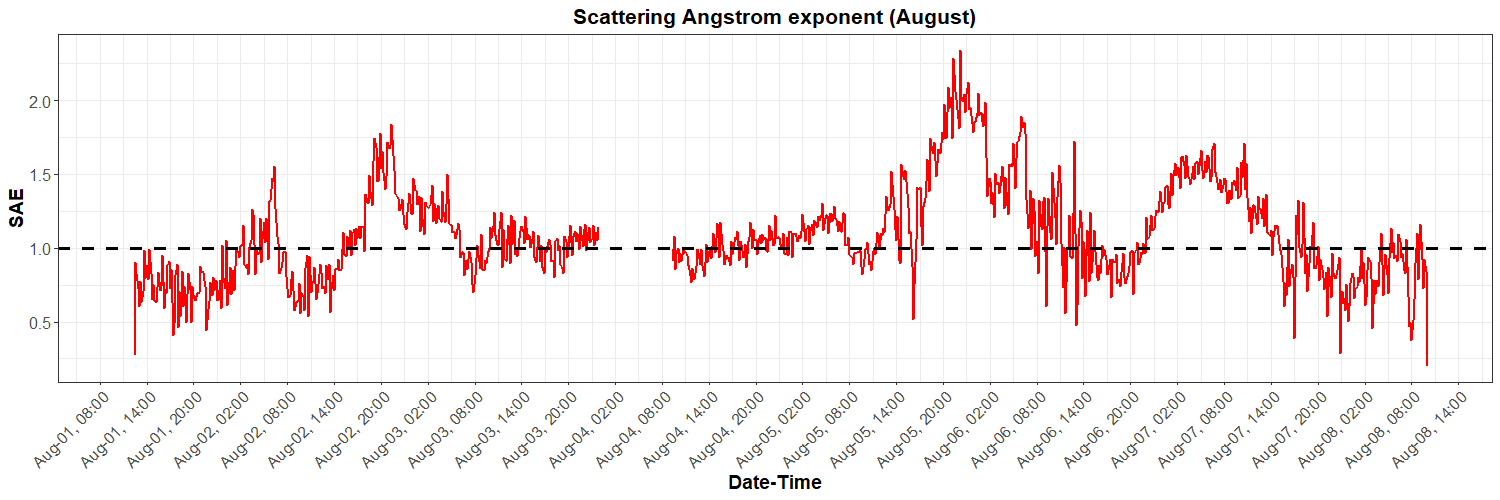 Scattering Angstrom exponent (August)
SAE
2.0
1.5
1.0
0.5
Aug-01, 08:00
Aug-01, 14:00
Aug-01, 20:00
Aug-02, 02:00
Aug-02, 08:00
Aug-02, 14:00
Aug-02, 20:00
Aug-03, 02:00
Aug-03, 08:00
Aug-03, 14:00
Aug-03, 20:00
Aug-04, 02:00
Aug-04, 08:00
Aug-04, 14:00
Aug-04, 20:00
Aug-05, 02:00
Aug-05, 08:00
Aug-05, 14:00
Aug-05, 20:00
Aug-06, 02:00
Aug-06, 08:00
Aug-06, 14:00
Aug-06, 20:00
Aug-07, 02:00
Aug-07, 08:00
Aug-07, 14:00
Aug-07, 20:00
Aug-08, 02:00
Aug-08, 08:00
Aug-08, 14:00
Date-Time